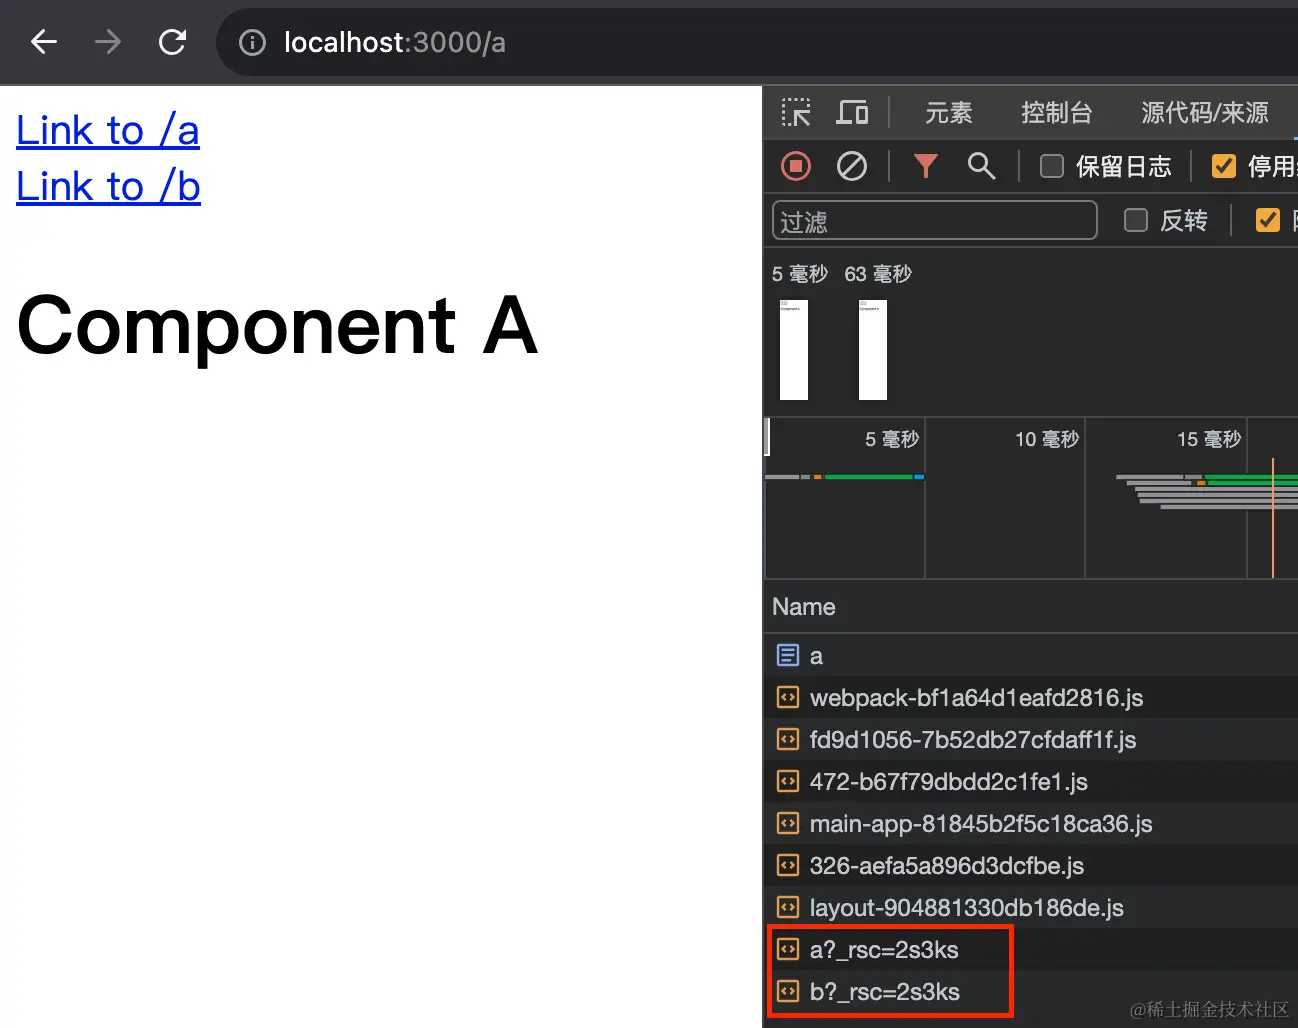 localhost:3000/a
Link to /a
Link to /b
Component A
元素 控制台 源代码/来源
保留日志 停用
过滤 反转
5 毫秒 63 毫秒
5 毫秒 10 毫秒 15 毫秒
Name
a
webpack-bf1a64d1eafd2816.js
fd9d1056-7b52db27cfdaff1f.js
472-b67f79dbdd2c1fe1.js
main-app-81845b2f5c18ca36.js
326-aefa5a896d3dcfbe.js
layout-904881330db186de.js
a?_rsc=2s3ks
b?_rsc=2s3ks
@稀土掘金技术社区